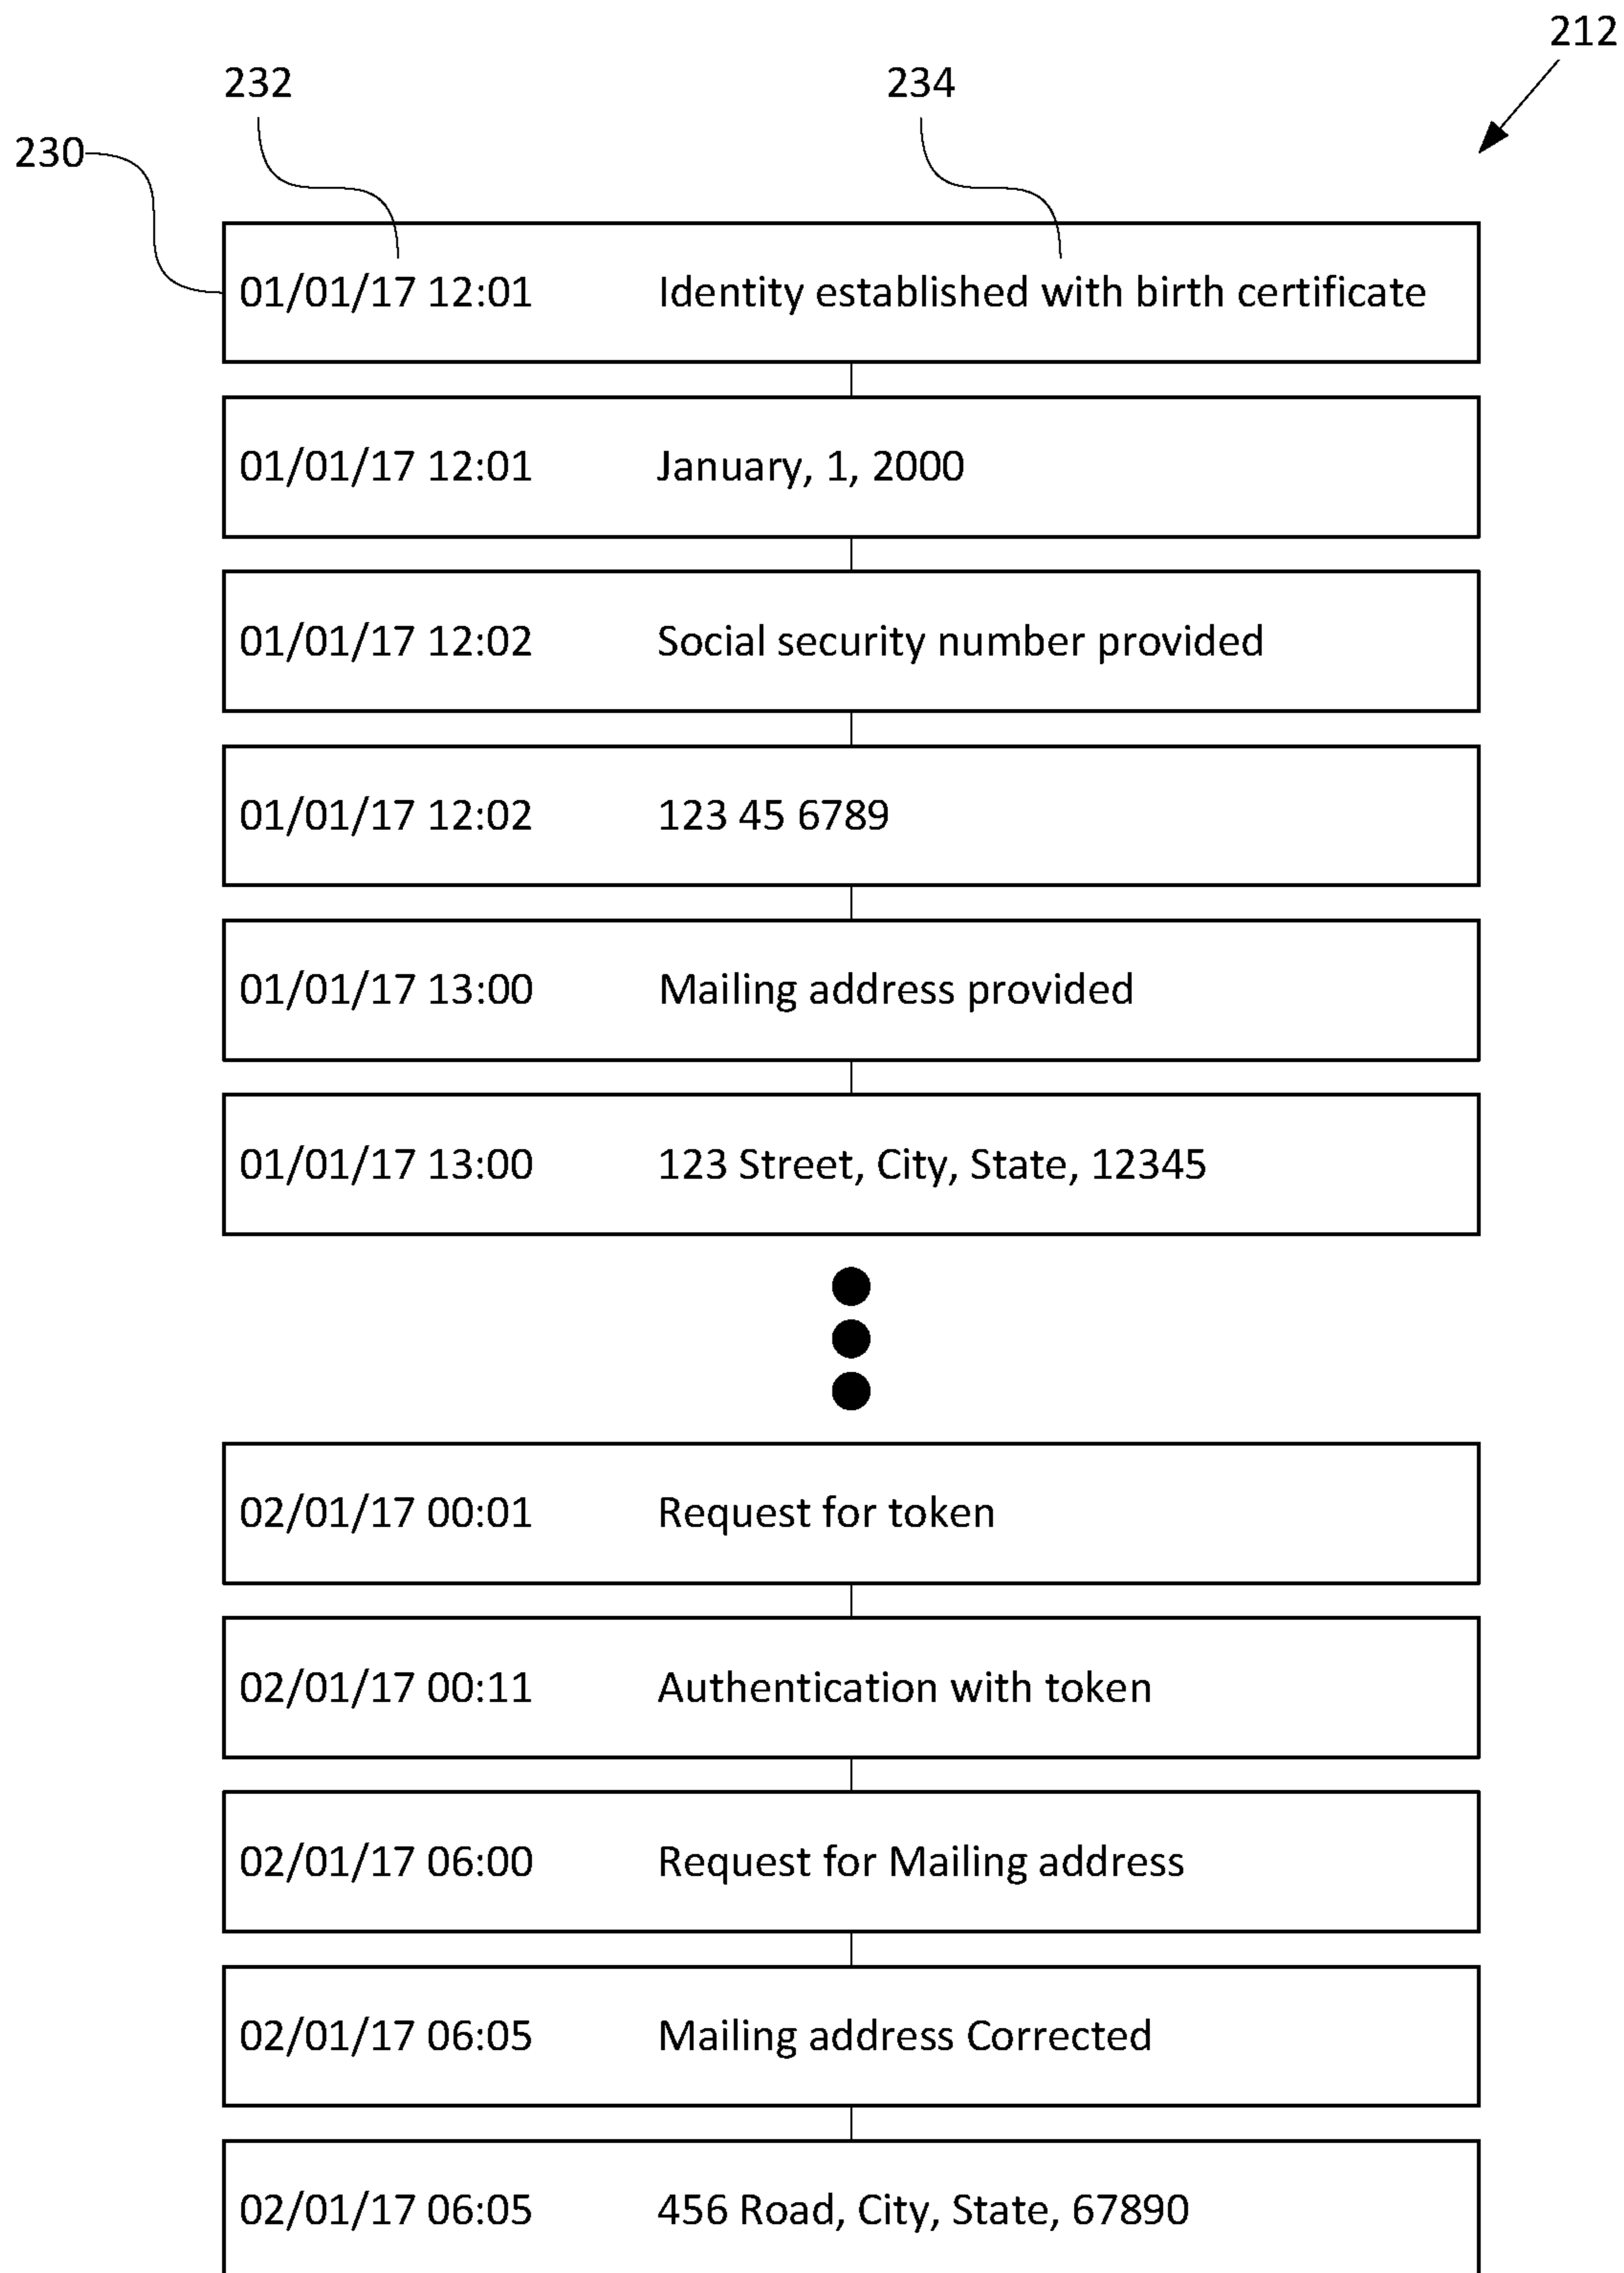 212
232 234
230
01/01/17 12:01 Identity established with birth certificate
01/01/17 12:01 January, 1, 2000
01/01/17 12:02 Social security number provided
01/01/17 12:02 123 45 6789
01/01/17 13:00 Mailing address provided
01/01/17 13:00 123 Street, City, State, 12345
02/01/17 00:01 Request for token
02/01/17 00:11 Authentication with token
02/01/17 06:00 Request for Mailing address
02/01/17 06:05 Mailing address Corrected
02/01/17 06:05 456 Road, City, State, 67890